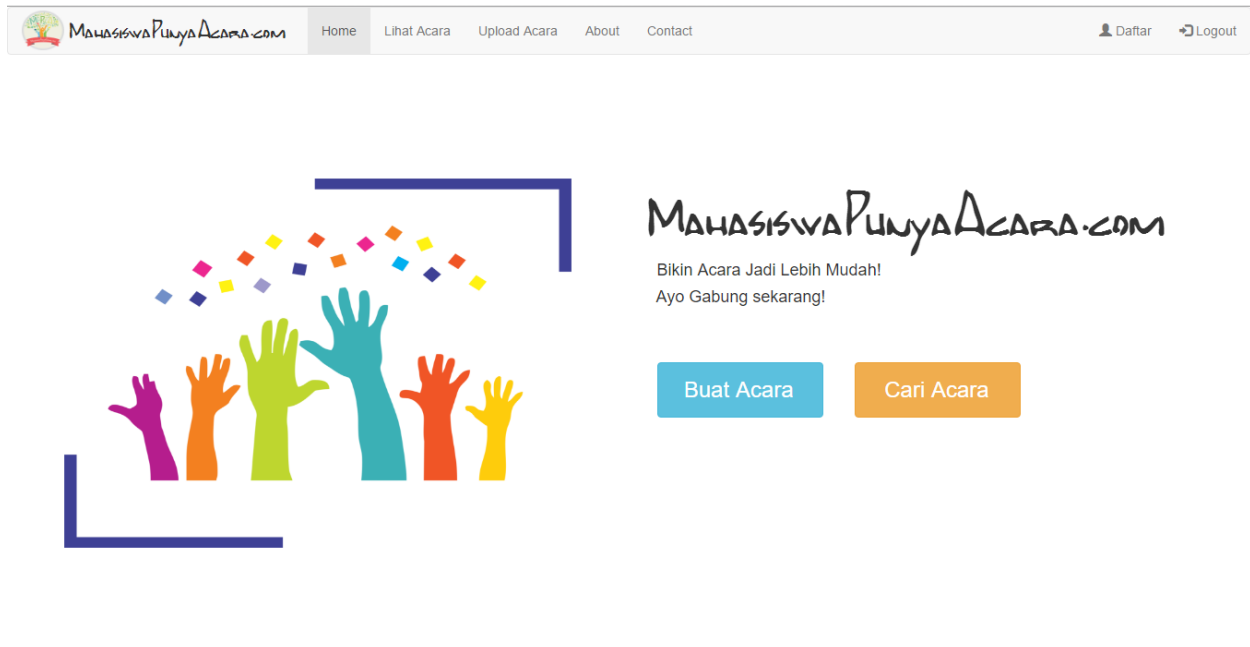 MahasiswaPunyaAcara.com Home Lihat Acara Upload Acara About Contact Daftar Logout
MahasiswaPunyaAcara.com
Bikin Acara Jadi Lebih Mudah!
Ayo Gabung sekarang!
Buat Acara Cari Acara